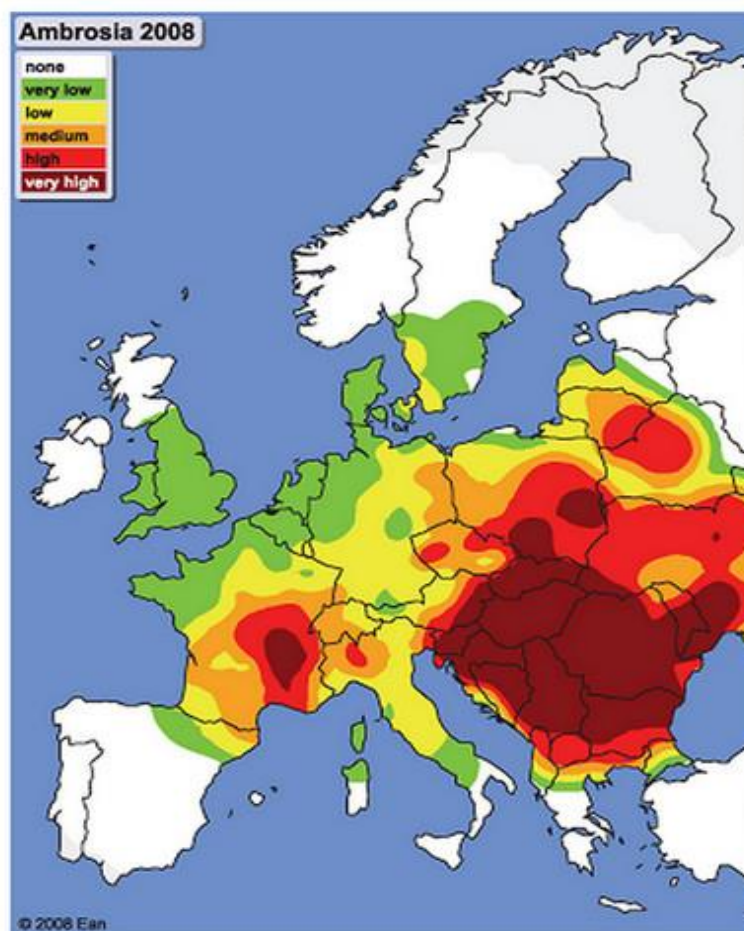 Ambrosia 2008
none
very low
low
medium
high
very high
© 2008 Ean